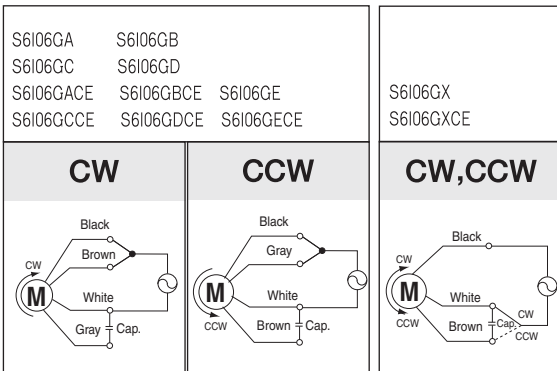 S6I06GA S6I06GB
S6I06GC S6I06GD
S6I06GACE S6I06GBCE S6I06GE
S6I06GCCE S6I06GDCE S6I06GECE
S6I06GX
S6I06GXCE
CW
CCW
CW,CCW
Black
Brown
CW
M
White
Gray Cap.
Black
Gray
M
White
CCW
Brown Cap.
Black
CW
M
White
CW
CCW
Brown Cap.
CCW